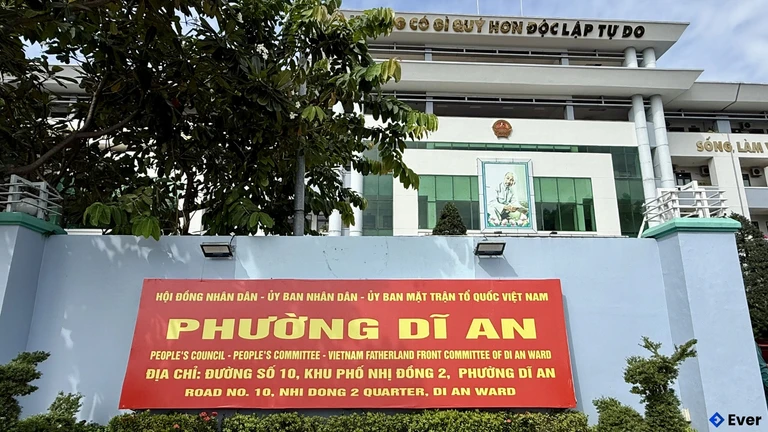 CÓ GÌ QUÝ HƠN ĐỘC LẬP TỰ DO
SỐNG, LÀM
HỘI ĐỒNG NHÂN DÂN - ỦY BAN NHÂN DÂN - ỦY BAN MẶT TRẬN TỔ QUỐC VIỆT NAM
PHƯỜNG DĨ AN
PEOPLE'S COUNCIL - PEOPLE'S COMMITTEE - VIETNAM FATHERLAND FRONT COMMITTEE OF DI AN WARD
ĐỊA CHỈ: ĐƯỜNG SỐ 10, KHU PHỐ NHỊ ĐỒNG 2, PHƯỜNG DĨ AN
ROAD NO. 10, NHI DONG 2 QUARTER, DI AN WARD
Ever